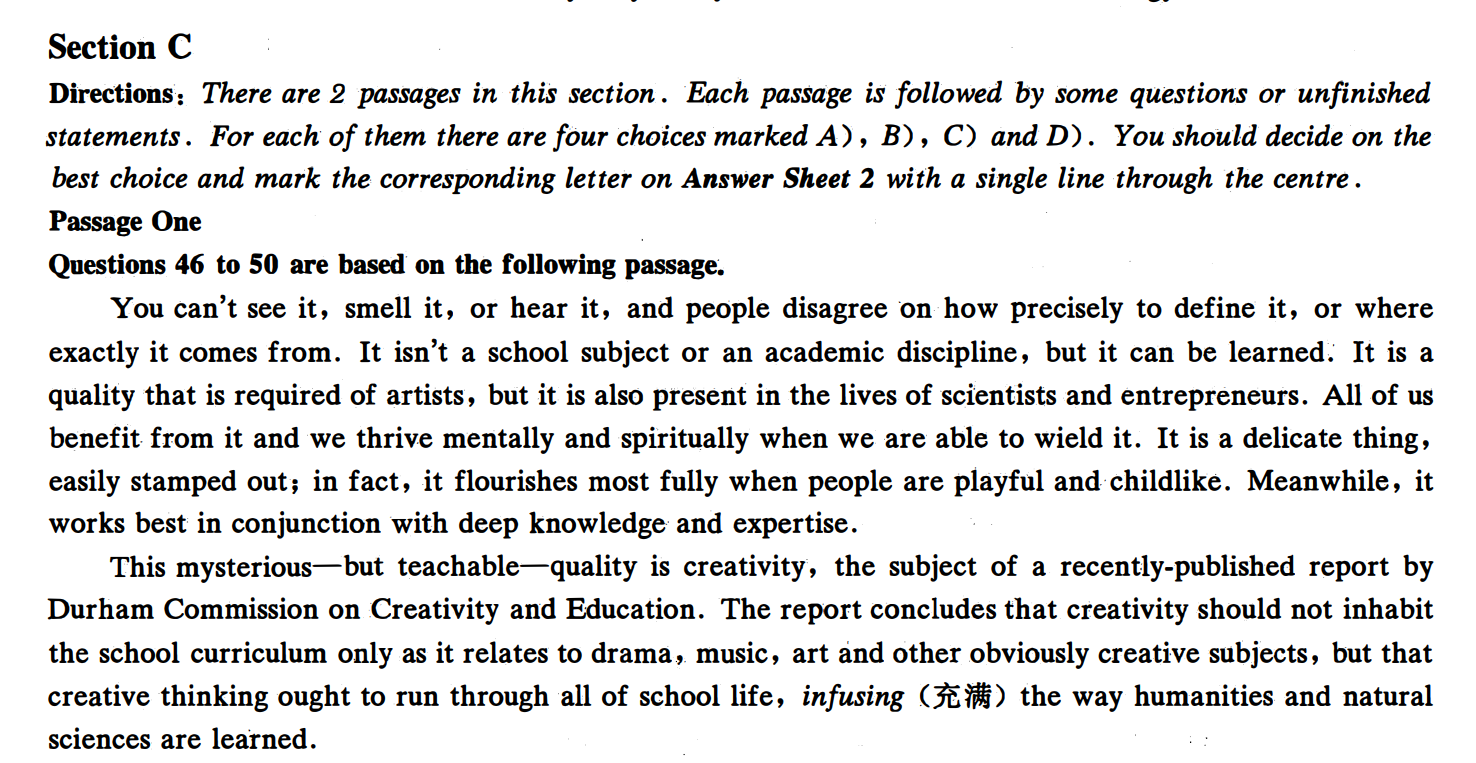 Section C
Directions: There are 2 passages in this section. Each passage is followed by some questions or unfinished
statements. For each of them there are four choices marked A), B), C) and D). You should decide on the
best choice and mark the corresponding letter on Answer Sheet 2 with a single line through the centre.
Passage One
Questions 46 to 50 are based on the following passage.
You can't see it, smell it, or hear it, and people disagree on how precisely to define it, or where
exactly it comes from. It isn't a school subject or an academic discipline, but it can be learned. It is a
quality that is required of artists, but it is also present in the lives of scientists and entrepreneurs. All of us
benefit from it and we thrive mentally and spiritually when we are able to wield it. It is a delicate thing,
easily stamped out; in fact, it flourishes most fully when people are playful and childlike. Meanwhile, it
works best in conjunction with deep knowledge and expertise.
This mysterious—but teachable—quality is creativity, the subject of a recently-published report by
Durham Commission on Creativity and Education. The report concludes that creativity should not inhabit
the school curriculum only as it relates to drama, music, art and other obviously creative subjects, but that
creative thinking ought to run through all of school life, infusing (充满) the way humanities and natural
sciences are learned.